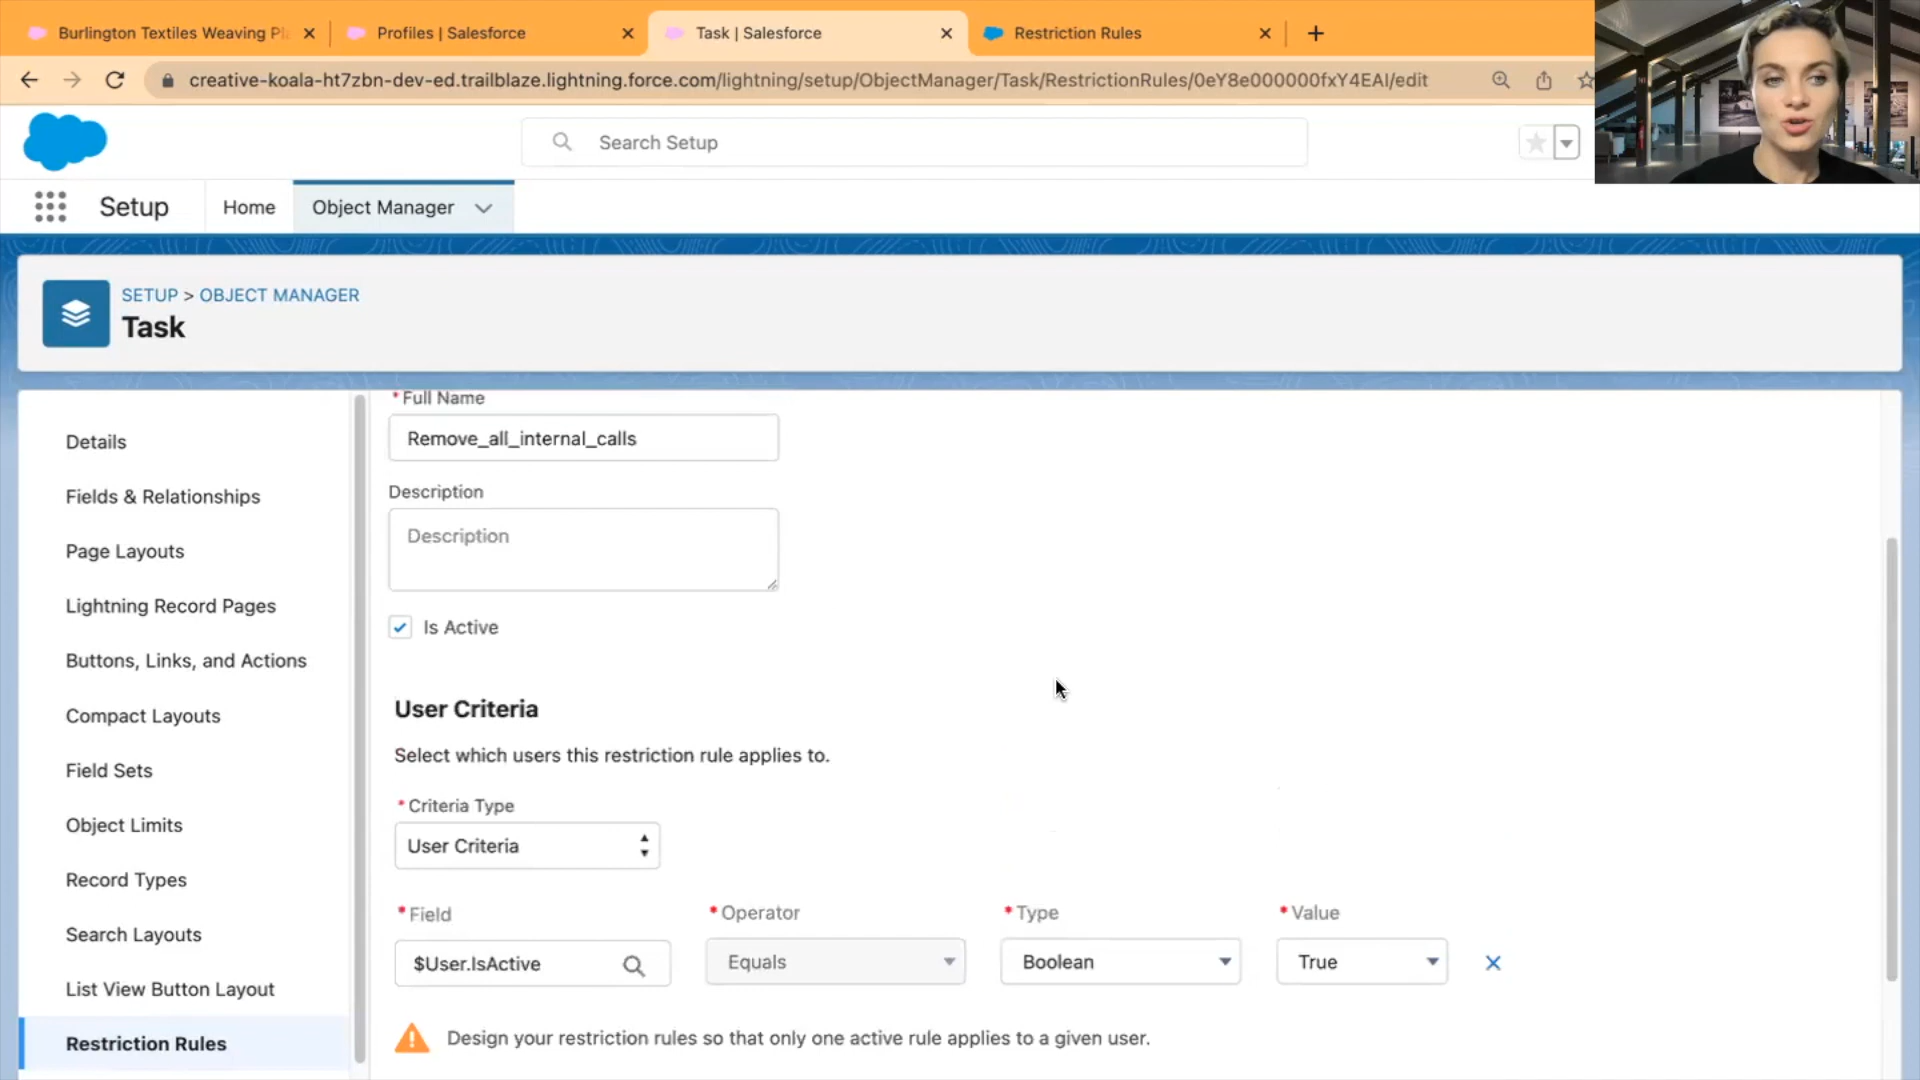 Burlington Textiles Weaving Pl
Profiles | Salesforce
Task | Salesforce
Restriction Rules
creative-koala-ht7zbn-dev-ed.trailblaze.lightning.force.com/lightning/setup/ObjectManager/Task/RestrictionRules/0eY8e000000fxY4EAI/edit
Search Setup
Setup
Home
Object Manager
SETUP > OBJECT MANAGER
Task
Details
Fields & Relationships
Page Layouts
Lightning Record Pages
Buttons, Links, and Actions
Compact Layouts
Field Sets
Object Limits
Record Types
Search Layouts
List View Button Layout
Restriction Rules
* Full Name
Remove_all_internal_calls
Description
Description
Is Active
User Criteria
Select which users this restriction rule applies to.
* Criteria Type
User Criteria
* Field
* Operator
* Type
* Value
$User.IsActive
Equals
Boolean
True
Design your restriction rules so that only one active rule applies to a given user.